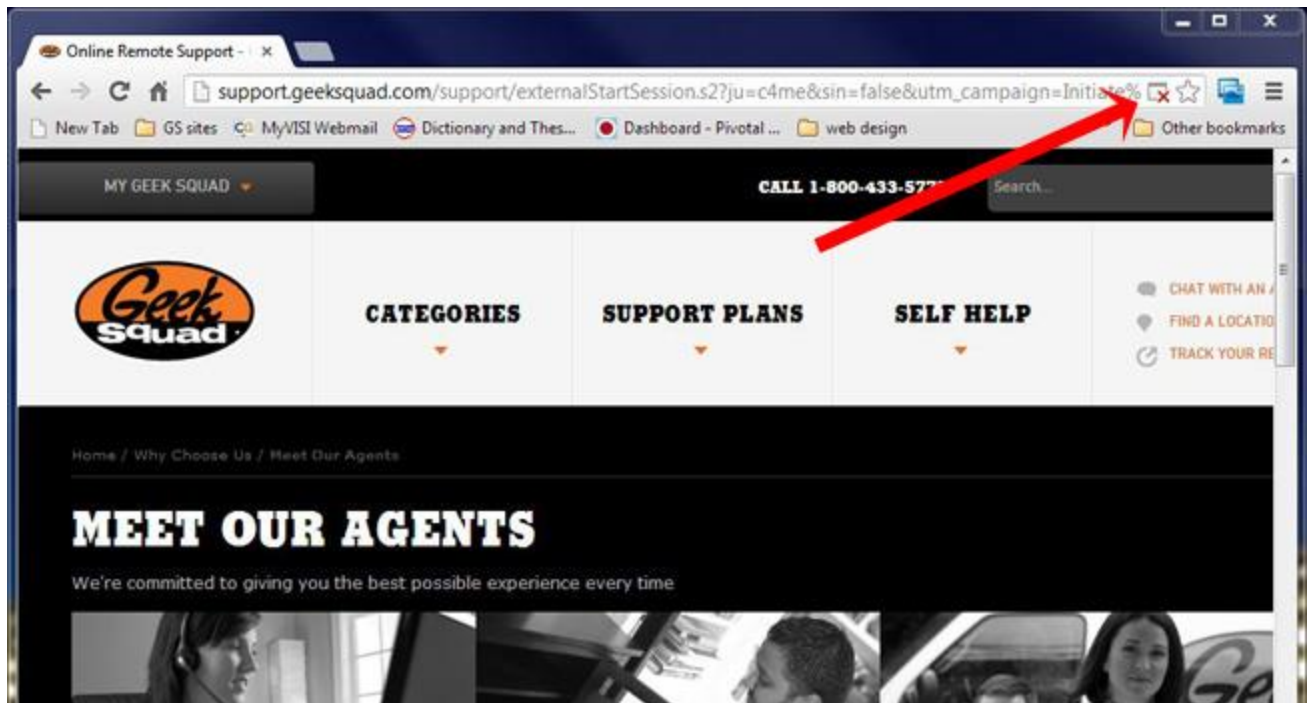 Online Remote Support -
support.geeksquad.com/support/externalStartSession.s2?ju=c4me&sin=false&utm_campaign=Initiate%
New Tab GS sites MyVISI Webmail Dictionary and Thes... Dashboard - Pivotal ... web design Other bookmarks
MY GEEK SQUAD CALL 1-800-433-57 Search...
Geek
Squad
CATEGORIES SUPPORT PLANS SELF HELP
CHAT WITH AN A
FIND A LOCATIO
TRACK YOUR RE
Home / Why Choose Us / Meet Our Agents
MEET OUR AGENTS
We're committed to giving you the best possible experience every time
Ge